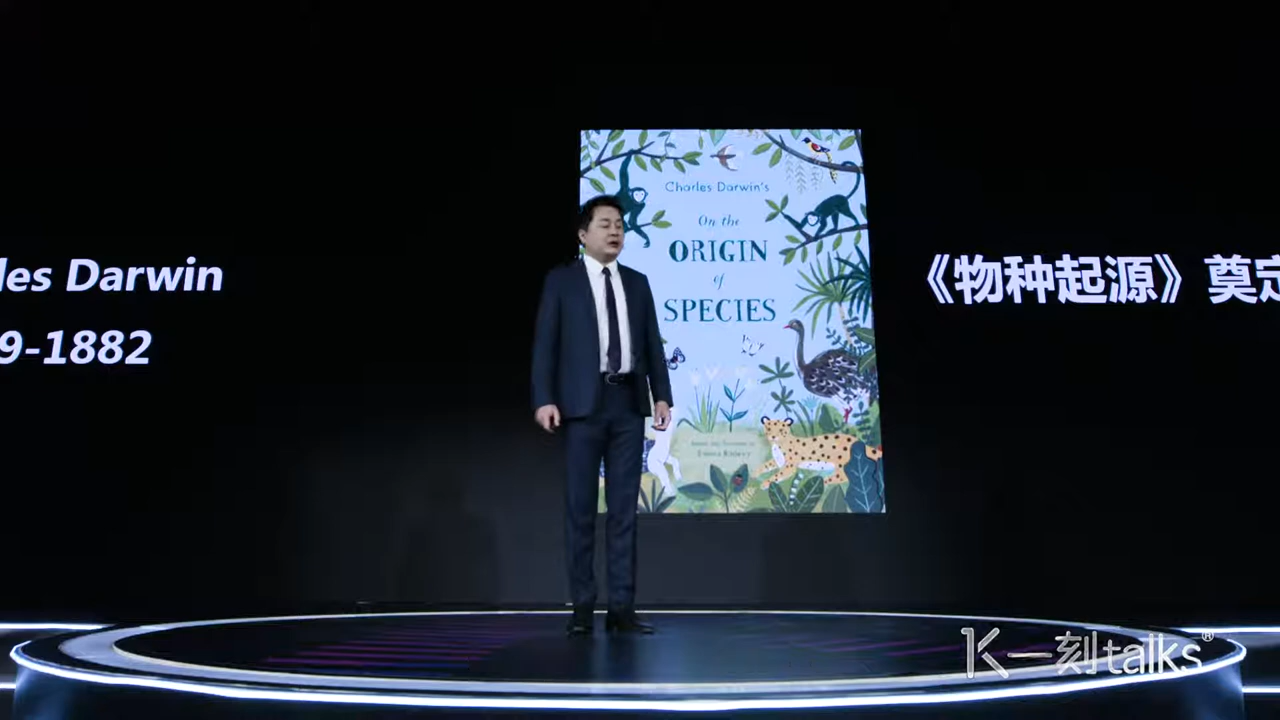 les Darwin
9-1882
Charles Darwin's
On the
ORIGIN
of
SPECIES
《物种起源》奠定
一刻talks®